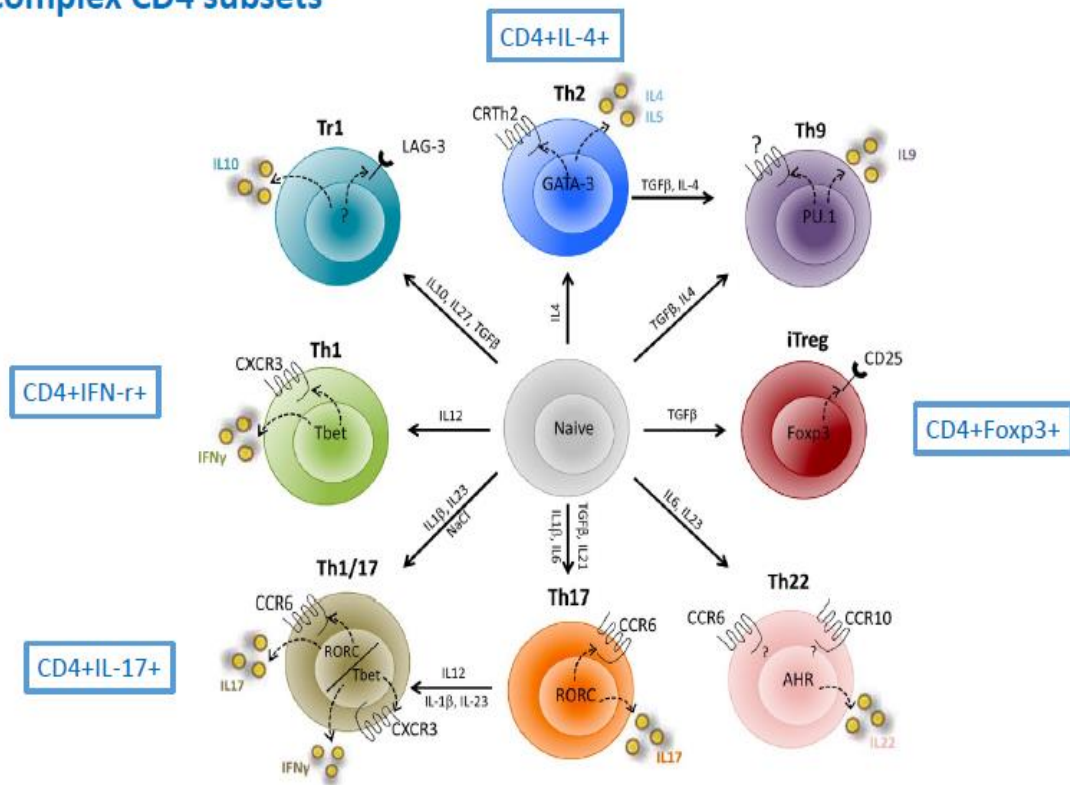 complex CD4 subsets
CD4+IL-4+
Th2
CRTh2
IL4
IL5
GATA-3
Tr1
IL10
LAG-3
?
Th9
?
IL9
PU.1
TGFβ, IL-4
IL10, IL27, TGFβ
IL4
TGFβ, IL4
CD4+IFN-r+
Th1
CXCR3
Tbet
IFNγ
IL12
Naive
TGFβ
iTreg
CD25
Foxp3
CD4+Foxp3+
IL1β, IL23
NaCl
TGFβ, IL21
IL1β, IL6
IL6, IL23
CD4+IL-17+
Th1/17
CCR6
RORC
Tbet
IL17
CXCR3
IFNγ
IL12
IL-1β, IL-23
Th17
CCR6
RORC
IL17
Th22
CCR6
CCR10
?
?
AHR
IL22